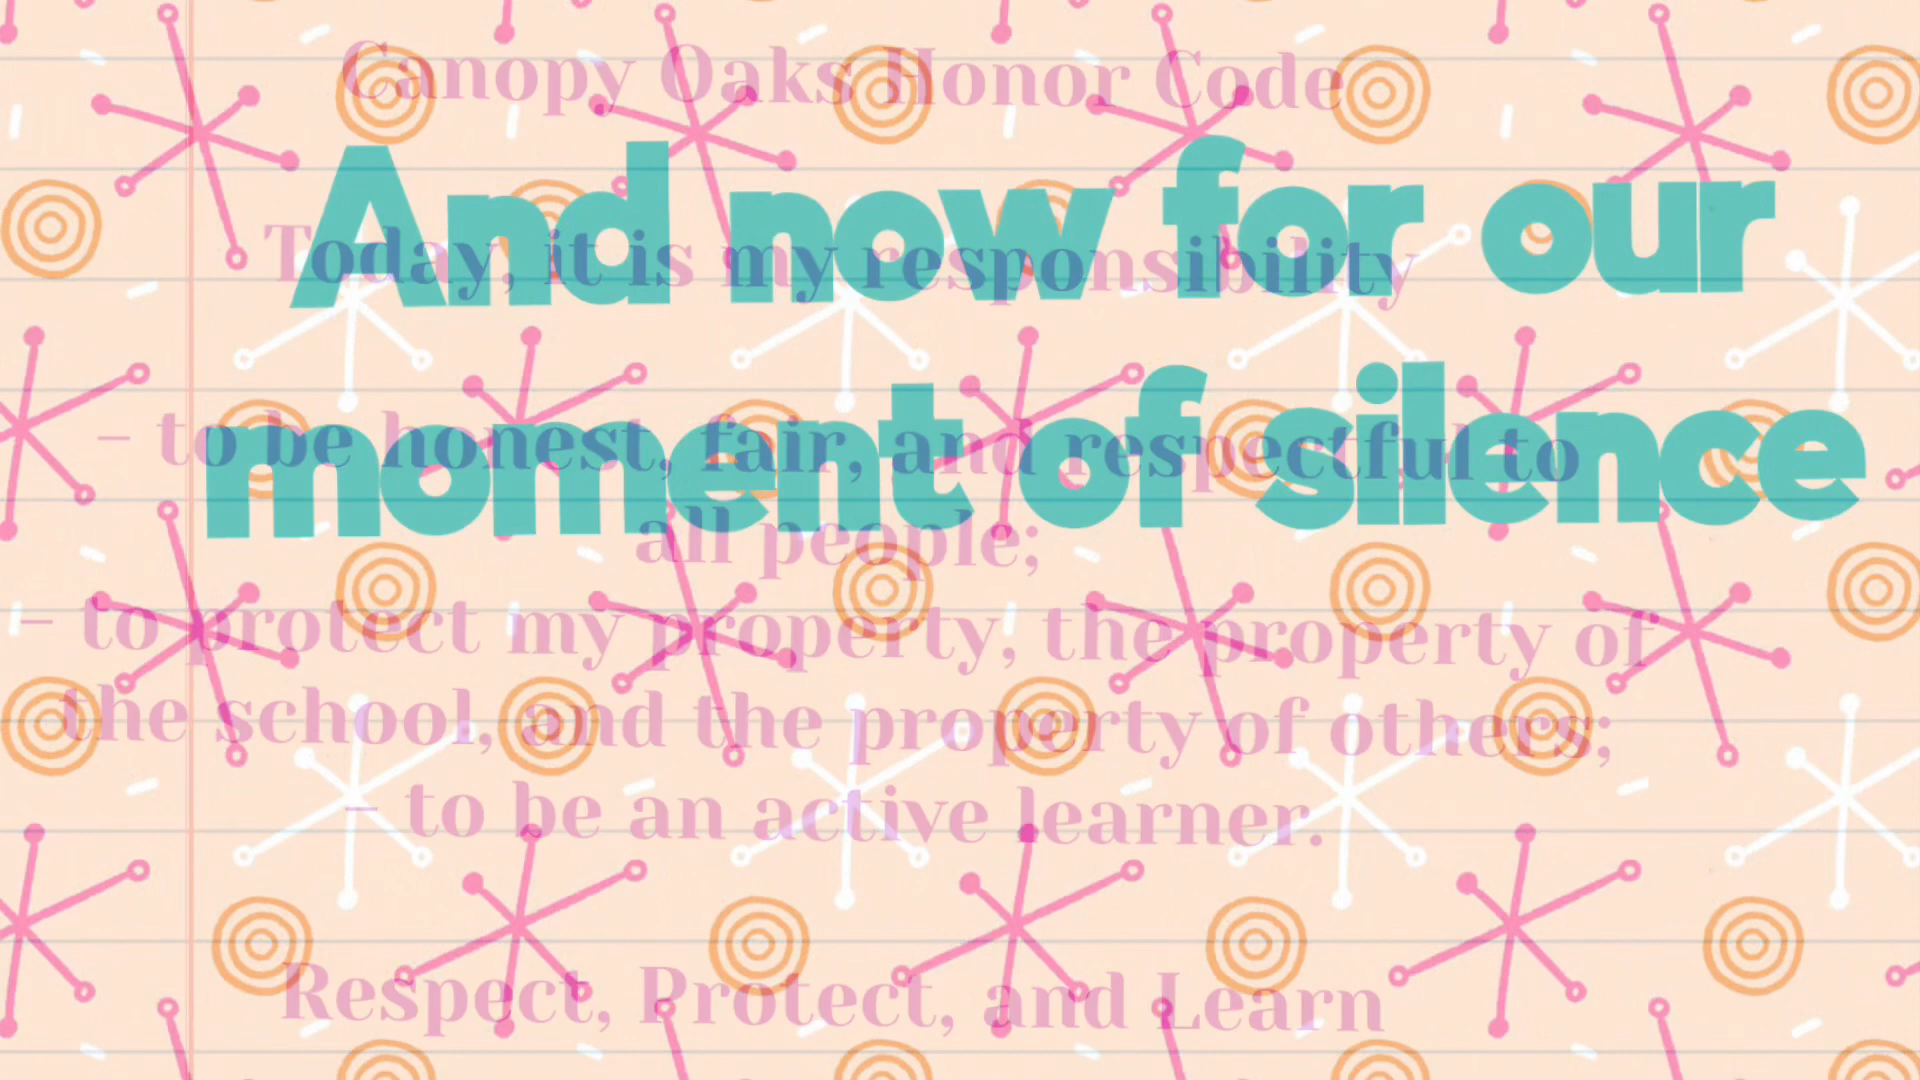 Canopy Oaks Honor Code
And now for our
Today, it is my responsibility
moment of silence
– to be honest, fair, and respectful to
all people;
– to protect my property, the property of
the school, and the property of others;
– to be an active learner.
Respect, Protect, and Learn